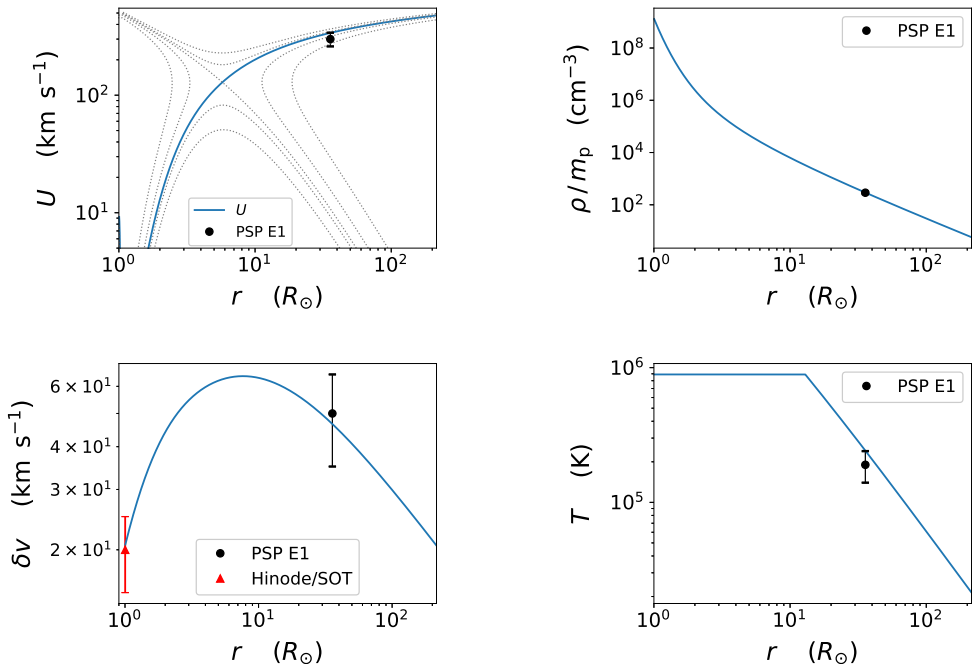 10²
10¹
U (km s⁻¹)
U
PSP E1
10⁰ 10¹ 10²
r (R⊙)
10⁸
10⁶
10⁴
10²
ρ/mₚ (cm⁻³)
PSP E1
10⁰ 10¹ 10²
r (R⊙)
6 × 10¹
4 × 10¹
3 × 10¹
2 × 10¹
δv (km s⁻¹)
PSP E1
Hinode/SOT
10⁰ 10¹ 10²
r (R⊙)
10⁶
10⁵
T (K)
PSP E1
10⁰ 10¹ 10²
r (R⊙)